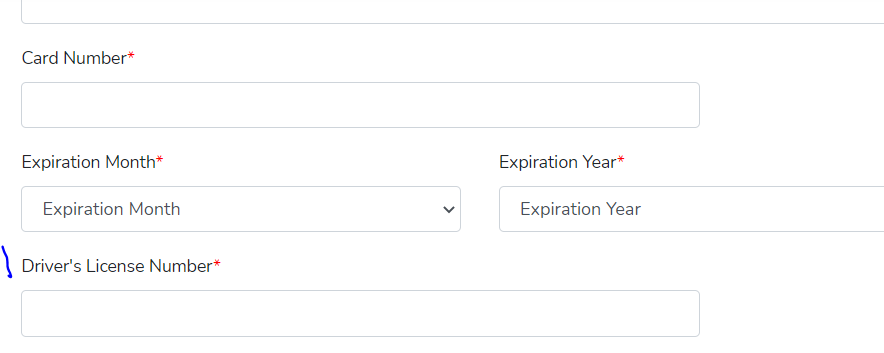 Card Number*
Expiration Month* Expiration Year*
Expiration Month Expiration Year
Driver's License Number*